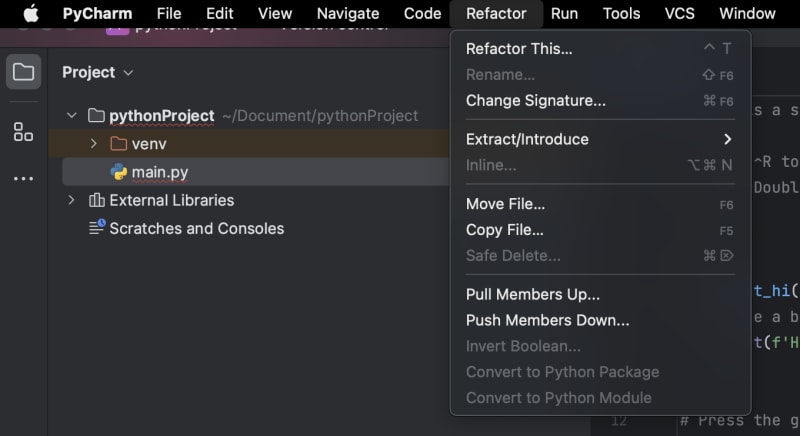 PyCharm File Edit View Navigate Code Refactor Run Tools VCS Window
pythonProject Version control
Project
pythonProject ~/Document/pythonProject
venv
main.py
External Libraries
Scratches and Consoles
Refactor This... ⌃ T
Rename... ⇧ F6
Change Signature... ⌘ F6
Extract/Introduce
Inline... ⌥⌘ N
Move File... F6
Copy File... F5
Safe Delete... ⌘ ⌦
Pull Members Up...
Push Members Down...
Invert Boolean...
Convert to Python Package
Convert to Python Module
s a s
^R to
Doubl
t_hi(
e a b
t(f'H
12 # Press the g